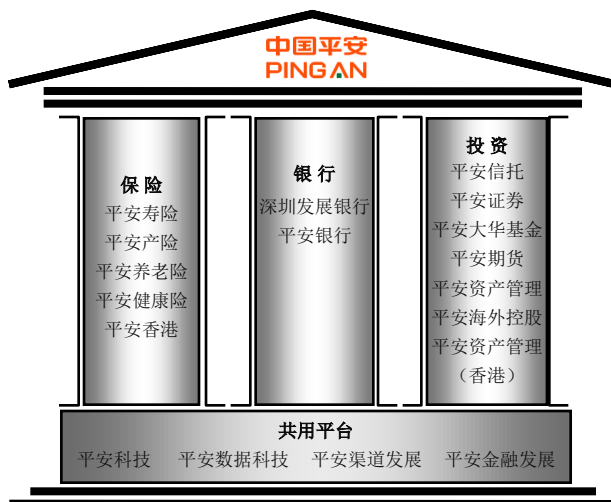 中国平安
PING AN
保 险
平安寿险
平安产险
平安养老险
平安健康险
平安香港
银 行
深圳发展银行
平安银行
投 资
平安信托
平安证券
平安大华基金
平安期货
平安资产管理
平安海外控股
平安资产管理
（香港）
共用平台
平安科技 平安数据科技 平安渠道发展 平安金融发展